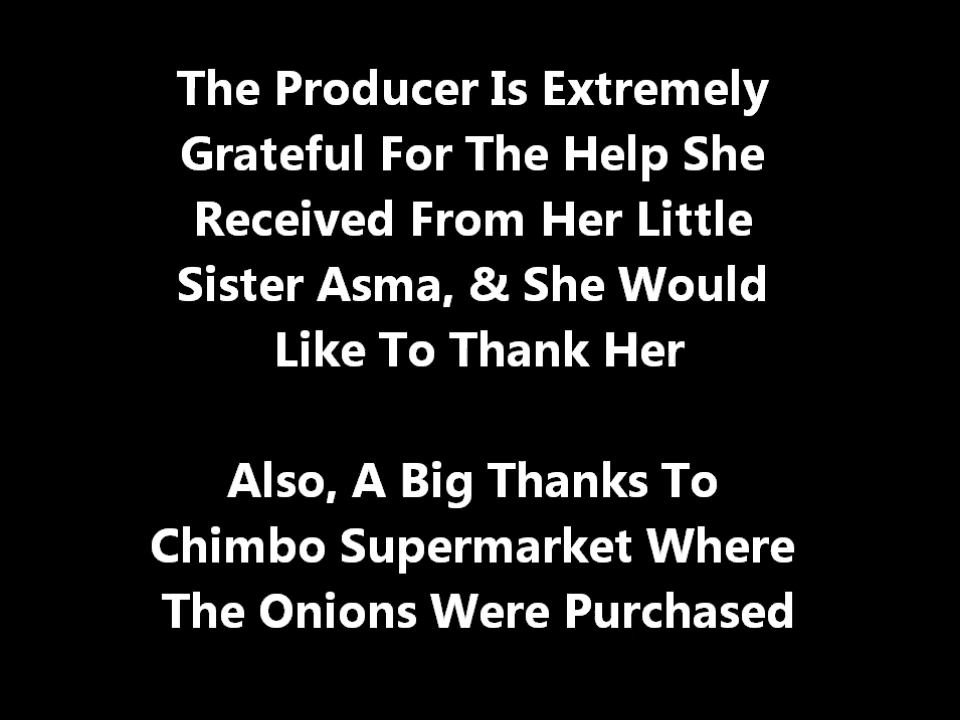 The Producer Is Extremely
Grateful For The Help She
Received From Her Little
Sister Asma, & She Would
Like To Thank Her
Also, A Big Thanks To
Chimbo Supermarket Where
The Onions Were Purchased